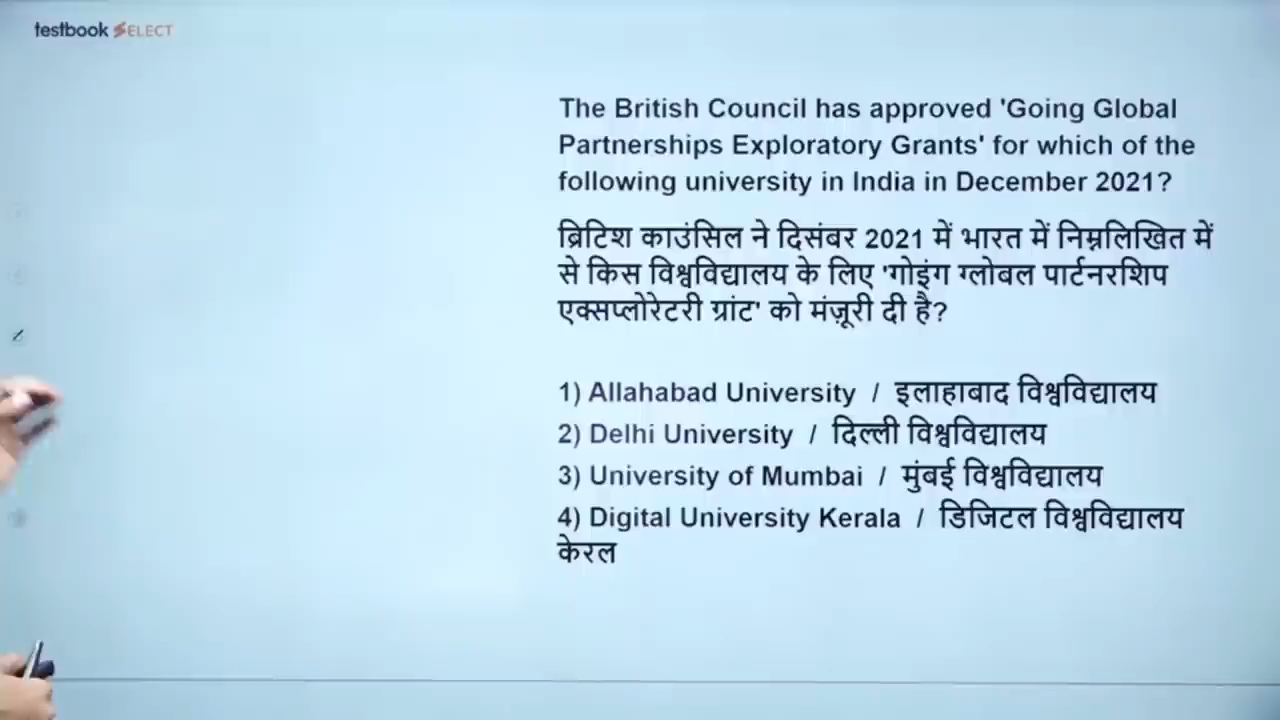 testbook SELECT
The British Council has approved 'Going Global
Partnerships Exploratory Grants' for which of the
following university in India in December 2021?
ब्रिटिश काउंसिल ने दिसंबर 2021 में भारत में निम्नलिखित में
से किस विश्वविद्यालय के लिए 'गोइंग ग्लोबल पार्टनरशिप
एक्सप्लोरेटरी ग्रांट' को मंज़ूरी दी है?
1) Allahabad University / इलाहाबाद विश्वविद्यालय
2) Delhi University / दिल्ली विश्वविद्यालय
3) University of Mumbai / मुंबई विश्वविद्यालय
4) Digital University Kerala / डिजिटल विश्वविद्यालय
केरल